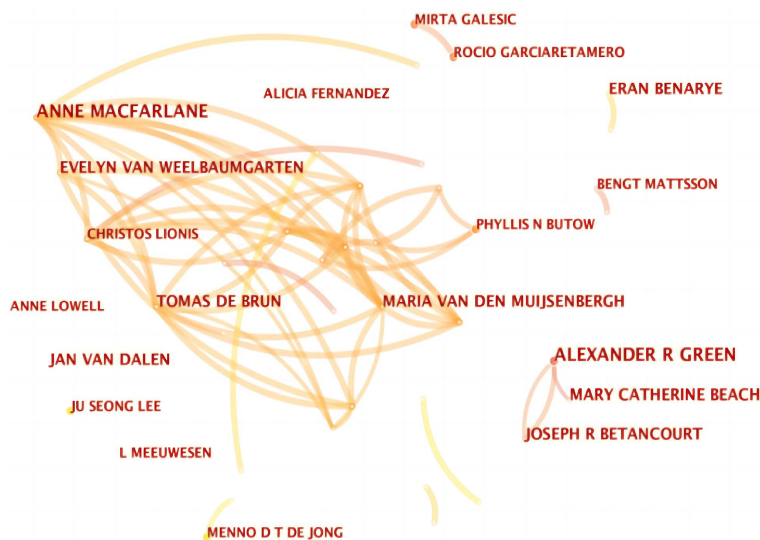 MIRTA GALESIC
ROCIO GARCIARETAMERO
ALICIA FERNANDEZ
ERAN BENARYE
ANNE MACFARLANE
EVELYN VAN WEELBAUMGARTEN
BENGT MATTSSON
PHYLLIS N BUTOW
CHRISTOS LIONIS
ANNE LOWELL
TOMAS DE BRUN
MARIA VAN DEN MUIJSENBERGH
JAN VAN DALEN
ALEXANDER R GREEN
MARY CATHERINE BEACH
JU SEONG LEE
JOSEPH R BETANCOURT
L MEEUWESEN
MENNO D T DE JONG